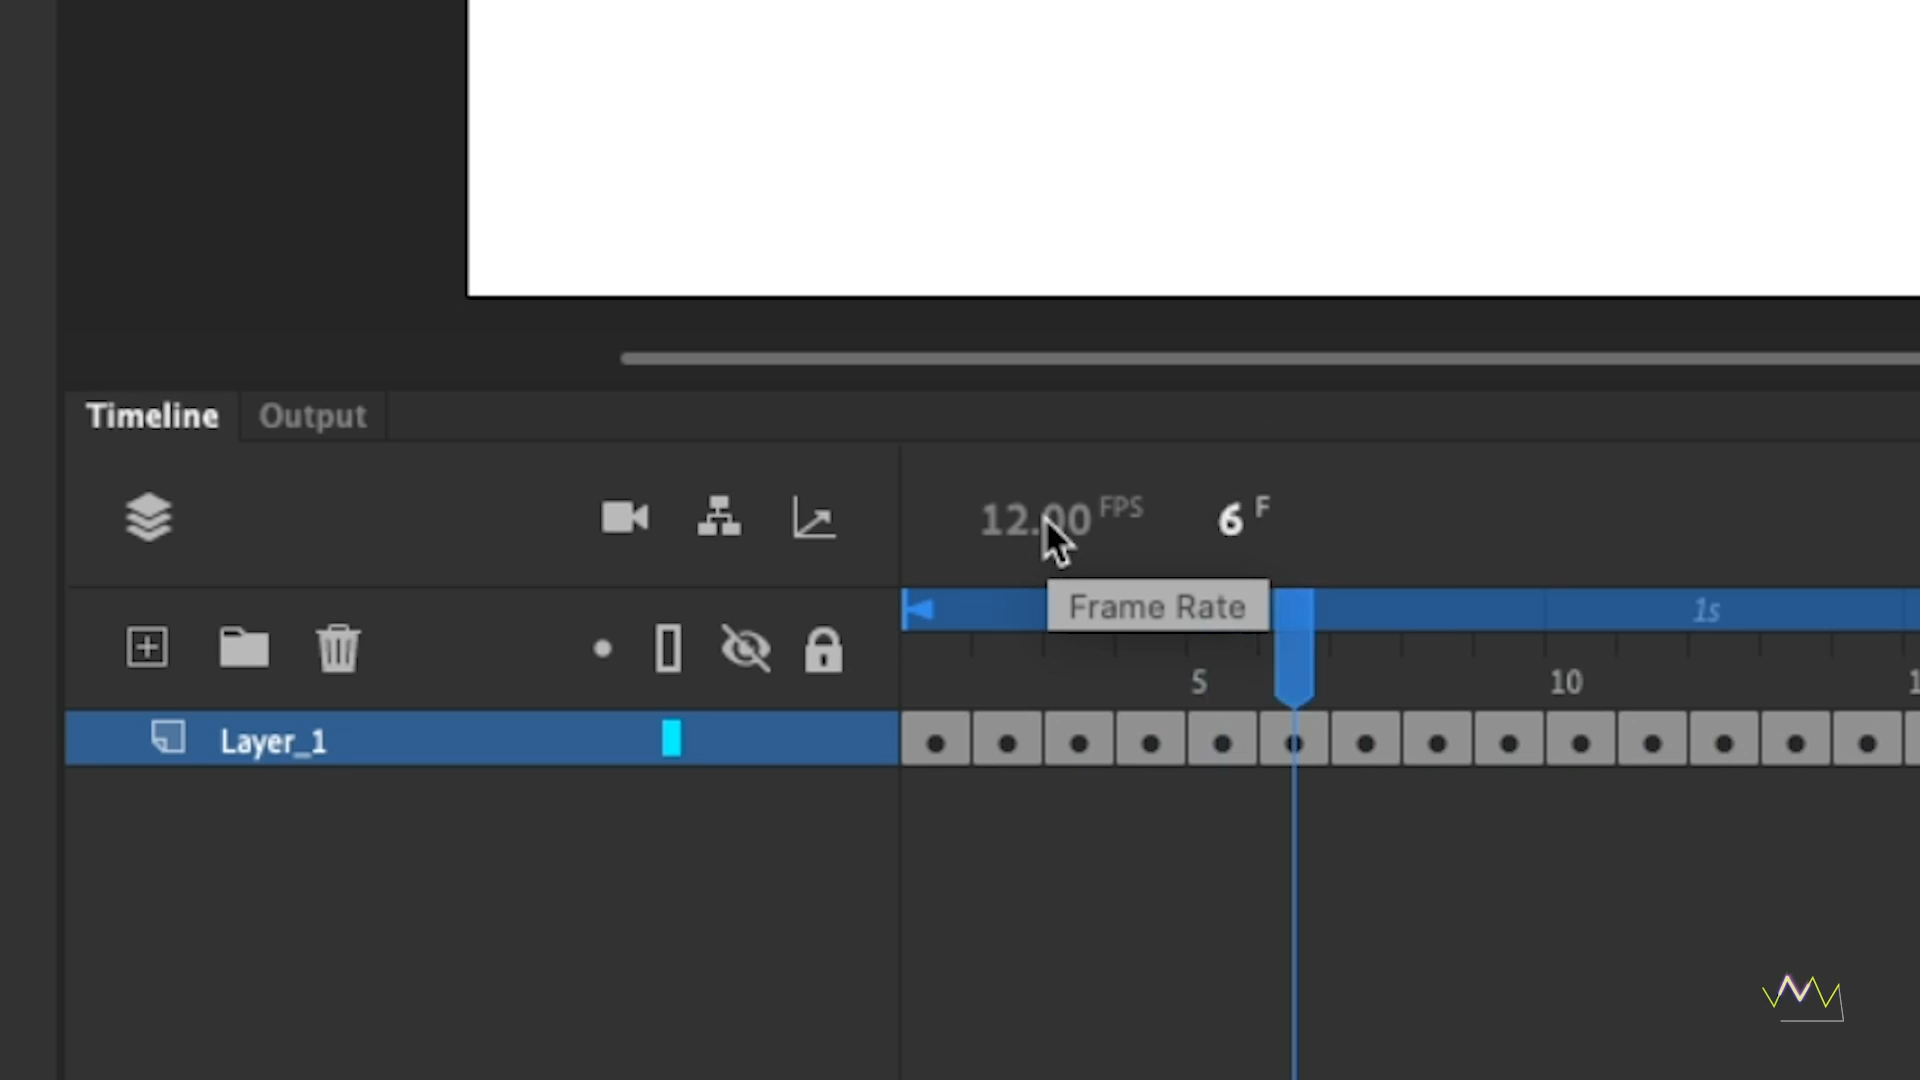 Timeline Output
12.00 FPS 6 F
Frame Rate
1s
5 10
Layer_1